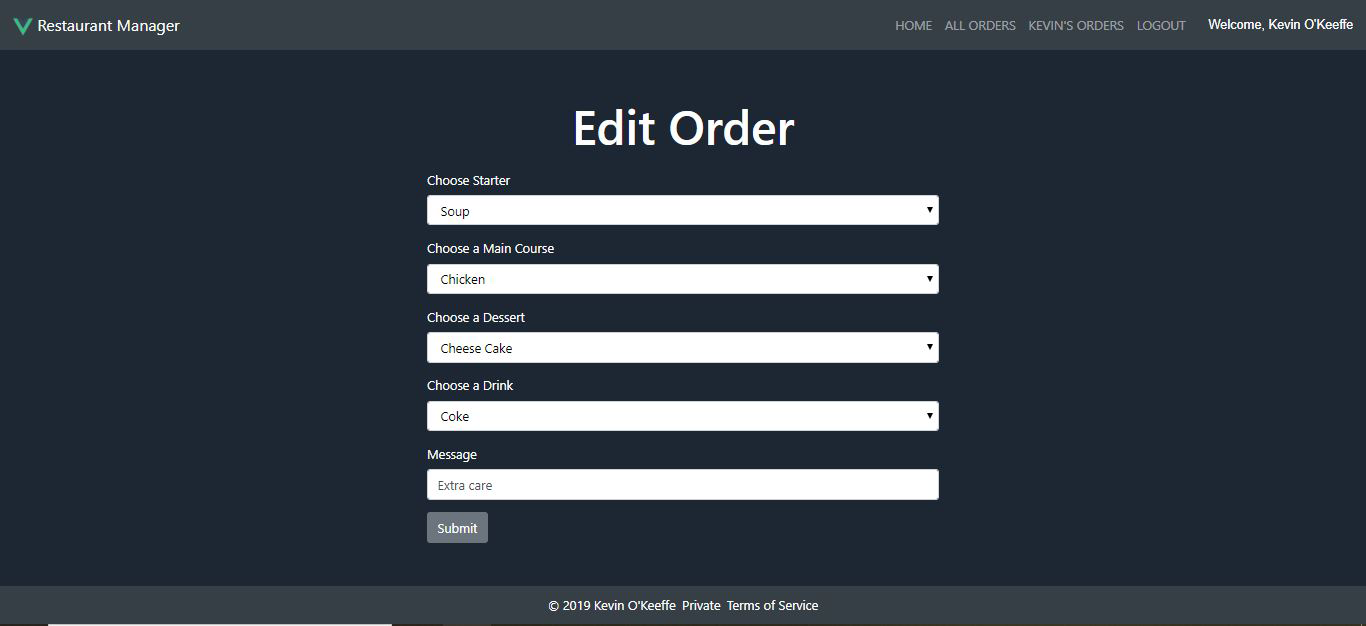 Restaurant Manager HOME ALL ORDERS KEVIN'S ORDERS LOGOUT Welcome, Kevin O'Keeffe
Edit Order
Choose Starter
Soup
Choose a Main Course
Chicken
Choose a Dessert
Cheese Cake
Choose a Drink
Coke
Message
Extra care
Submit
© 2019 Kevin O'Keeffe Private Terms of Service